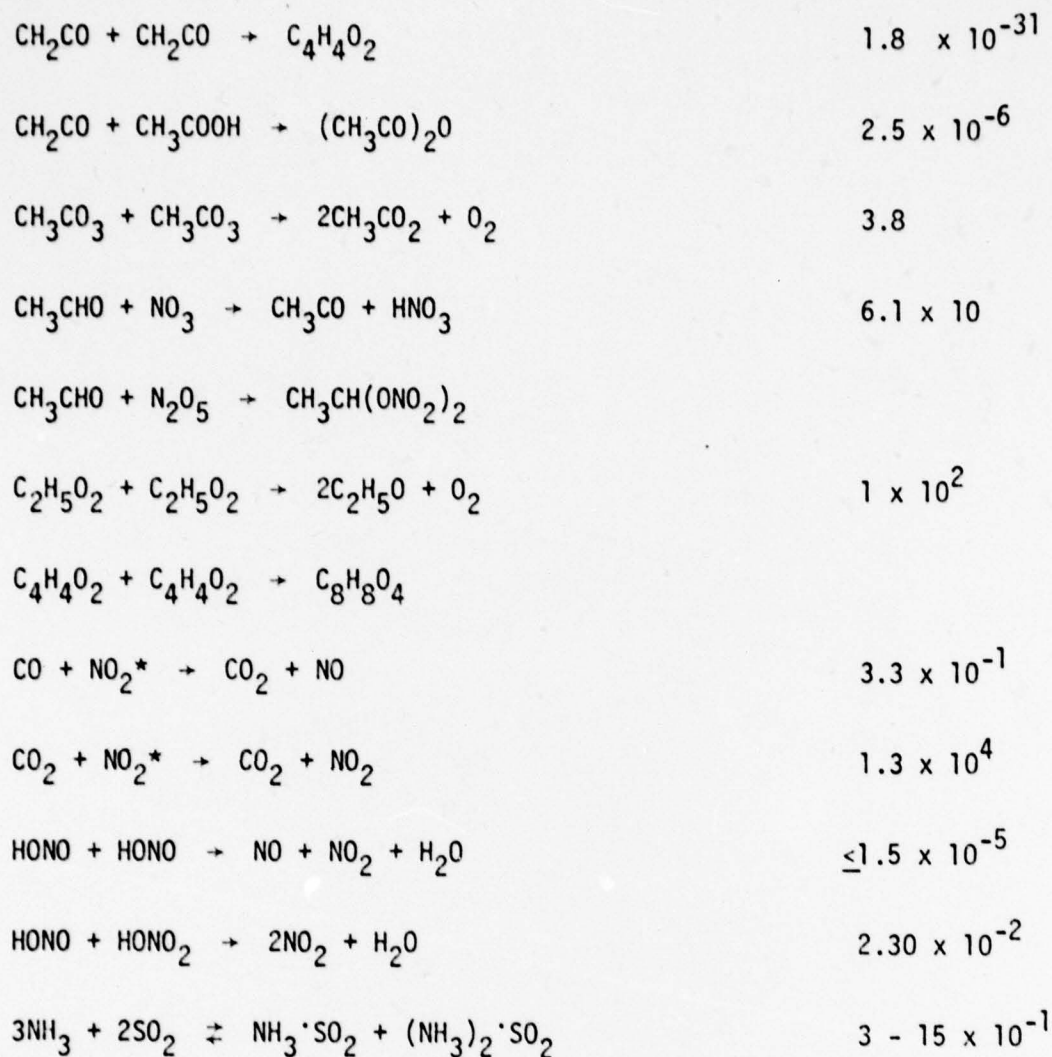 CH₂CO + CH₂CO → C₄H₄O₂ 1.8 x 10⁻³¹
CH₂CO + CH₃COOH → (CH₃CO)₂O 2.5 x 10⁻⁶
CH₃CO₃ + CH₃CO₃ → 2CH₃CO₂ + O₂ 3.8
CH₃CHO + NO₃ → CH₃CO + HNO₃ 6.1 x 10
CH₃CHO + N₂O₅ → CH₃CH(ONO₂)₂
C₂H₅O₂ + C₂H₅O₂ → 2C₂H₅O + O₂ 1 x 10²
C₄H₄O₂ + C₄H₄O₂ → C₈H₈O₄
CO + NO₂* → CO₂ + NO 3.3 x 10⁻¹
CO₂ + NO₂* → CO₂ + NO₂ 1.3 x 10⁴
HONO + HONO → NO + NO₂ + H₂O ≤1.5 x 10⁻⁵
HONO + HONO₂ → 2NO₂ + H₂O 2.30 x 10⁻²
3NH₃ + 2SO₂ ⇄ NH₃·SO₂ + (NH₃)₂·SO₂ 3 - 15 x 10⁻¹